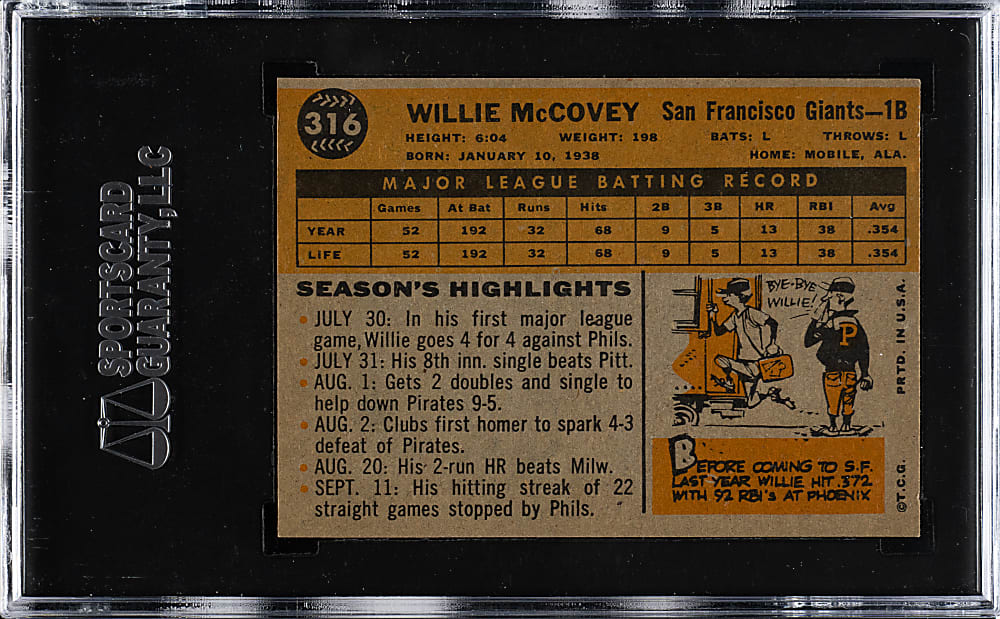 SPORTSCARD
GUARANTY, LLC
316
WILLIE McCOVEY San Francisco Giants—1B
HEIGHT: 6:04 WEIGHT: 198 BATS: L THROWS: L
BORN: JANUARY 10, 1938 HOME: MOBILE, ALA.
MAJOR LEAGUE BATTING RECORD
Games At Bat Runs Hits 2B 3B HR RBI Avg
YEAR 52 192 32 68 9 5 13 38 .354
LIFE 52 192 32 68 9 5 13 38 .354
SEASON'S HIGHLIGHTS
• JULY 30: In his first major league
game, Willie goes 4 for 4 against Phils.
• JULY 31: His 8th inn. single beats Pitt.
• AUG. 1: Gets 2 doubles and single to
help down Pirates 9-5.
• AUG. 2: Clubs first homer to spark 4-3
defeat of Pirates.
• AUG. 20: His 2-run HR beats Milw.
• SEPT. 11: His hitting streak of 22
straight games stopped by Phils.
BYE-BYE
WILLIE!
P
BEFORE COMING TO S.F.
LAST YEAR WILLIE HIT .372
WITH 92 RBI's AT PHOENIX
©T.C.G. PRTD. IN U.S.A.